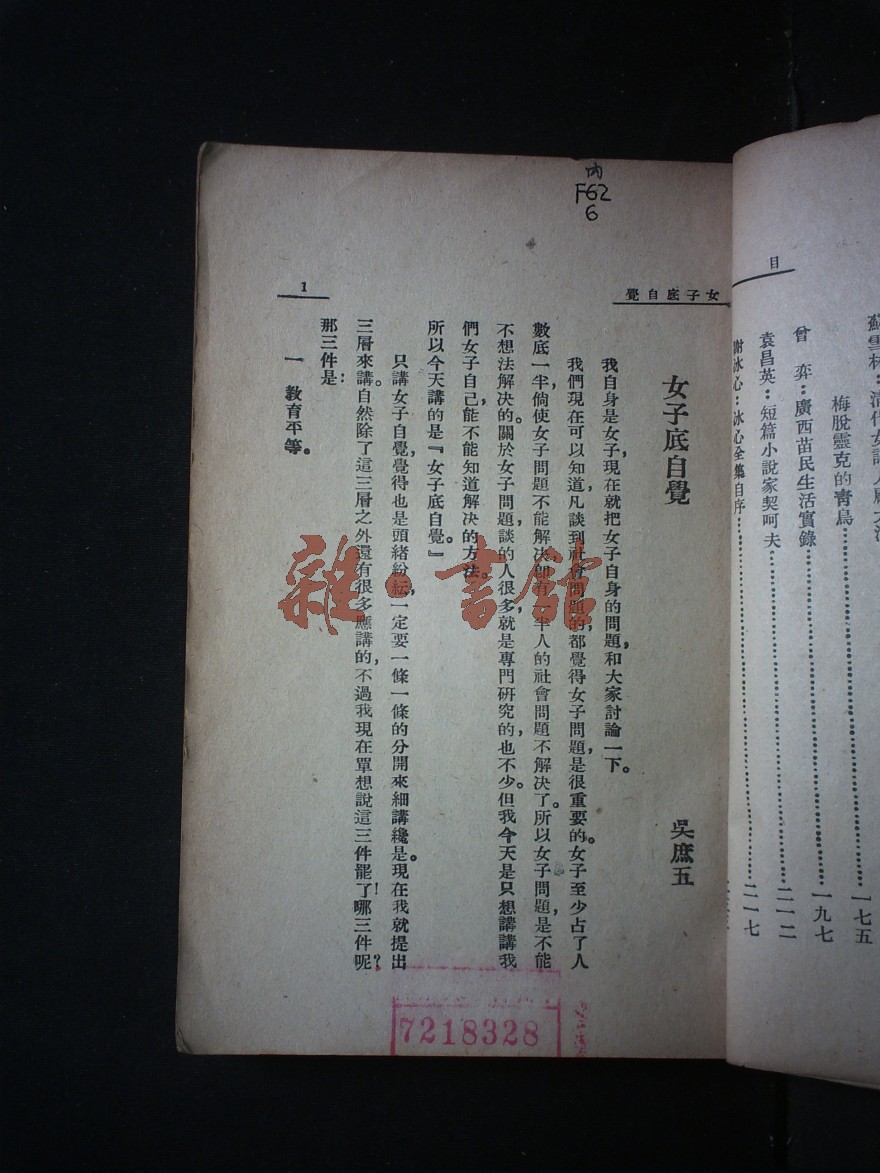 目
蘇雪林：清代女詩人顧太清
梅脫靈克的青鳥………一七五
曾　弈：廣西苗民生活實錄………一九七
袁昌英：短篇小說家契呵夫………二一二
謝冰心：冰心全集自序………二一七
內
F62
6
女子底自覺
女子底自覺　吳庶五
我自身是女子，現在就把女子自身的問題，和大家討論一下。
我們現在可以知道凡談到社會問題的，都覺得女子問題，是很重要的。女子至少占了人
數底一半，倘使女子問題不能解決，即有一半人的社會問題不解決了。所以女子問題，是不能
不想法解決的。關於女子問題，談的人很多，就是專門研究的，也不少。但我今天是只想講講我
們女子自己，能不能知道解決的方法。
所以今天講的是『女子底自覺。』
只講女子自覺，覺得也是頭緒紛紜，一定要一條一條的分開來細講纔是。現在我就提出
三層來講。自然除了這三層之外，還有很多應講的，不過我現在單想說這三件罷了！哪三件呢？
那三件是：
一　教育平等。
1
雜·書館
7218328